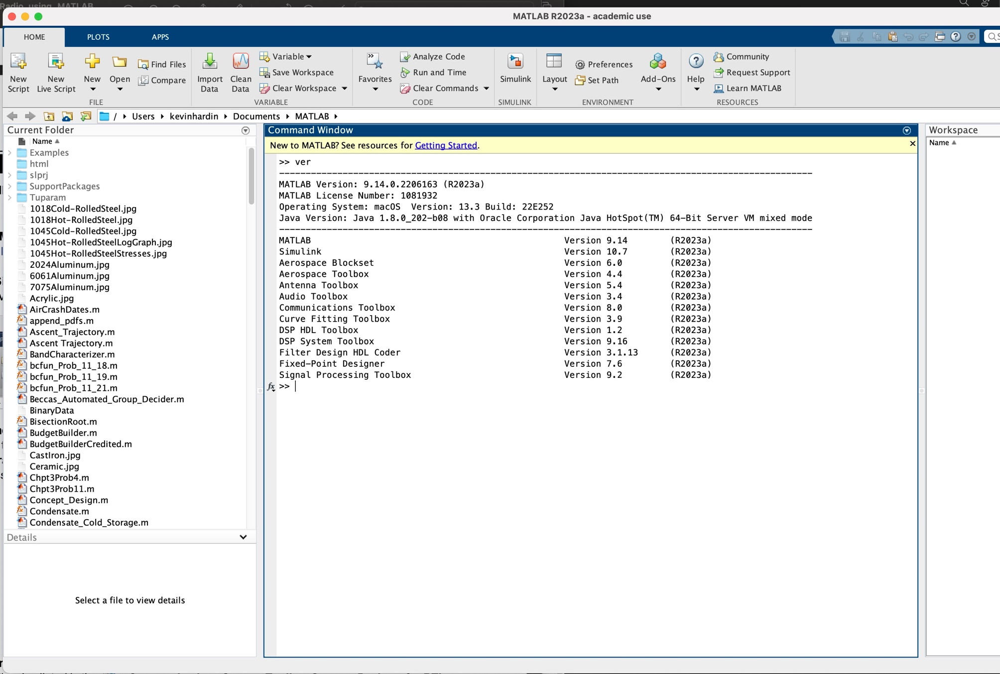 Radio_using_MATLAB
MATLAB R2023a - academic use
HOME
PLOTS
APPS
New Script
New Live Script
New
Open
Find Files
Compare
FILE
Import Data
Clean Data
Variable
Save Workspace
Clear Workspace
VARIABLE
Favorites
Analyze Code
Run and Time
Clear Commands
CODE
Simulink
SIMULINK
Layout
Preferences
Set Path
Add-Ons
ENVIRONMENT
Help
Community
Request Support
Learn MATLAB
RESOURCES
/ Users kevinhardin Documents MATLAB
Current Folder
Name
Examples
html
slprj
SupportPackages
Tuparam
1018Cold-RolledSteel.jpg
1018Hot-RolledSteel.jpg
1045Cold-RolledSteel.jpg
1045Hot-RolledSteelLogGraph.jpg
1045Hot-RolledSteelStresses.jpg
2024Aluminum.jpg
6061Aluminum.jpg
7075Aluminum.jpg
Acrylic.jpg
AirCrashDates.m
append_pdfs.m
Ascent_Trajectory.m
Ascent Trajectory.m
BandCharacterizer.m
bcfun_Prob_11_18.m
bcfun_Prob_11_19.m
bcfun_Prob_11_21.m
Beccas_Automated_Group_Decider.m
BinaryData
BisectionRoot.m
BudgetBuilder.m
BudgetBuilderCredited.m
CastIron.jpg
Ceramic.jpg
Chpt3Prob4.m
Chpt3Prob11.m
Concept_Design.m
Condensate.m
Condensate_Cold_Storage.m
Details
Select a file to view details
Command Window
New to MATLAB? See resources for Getting Started.
>> ver
-----------------------------------------------------------------------------------------------------
MATLAB Version: 9.14.0.2206163 (R2023a)
MATLAB License Number: 1081932
Operating System: macOS  Version: 13.3 Build: 22E252
Java Version: Java 1.8.0_202-b08 with Oracle Corporation Java HotSpot(TM) 64-Bit Server VM mixed mode
-----------------------------------------------------------------------------------------------------
MATLAB Version 9.14 (R2023a)
Simulink Version 10.7 (R2023a)
Aerospace Blockset Version 6.0 (R2023a)
Aerospace Toolbox Version 4.4 (R2023a)
Antenna Toolbox Version 5.4 (R2023a)
Audio Toolbox Version 3.4 (R2023a)
Communications Toolbox Version 8.0 (R2023a)
Curve Fitting Toolbox Version 3.9 (R2023a)
DSP HDL Toolbox Version 1.2 (R2023a)
DSP System Toolbox Version 9.16 (R2023a)
Filter Design HDL Coder Version 3.1.13 (R2023a)
Fixed-Point Designer Version 7.6 (R2023a)
Signal Processing Toolbox Version 9.2 (R2023a)
fx >>
Workspace
Name